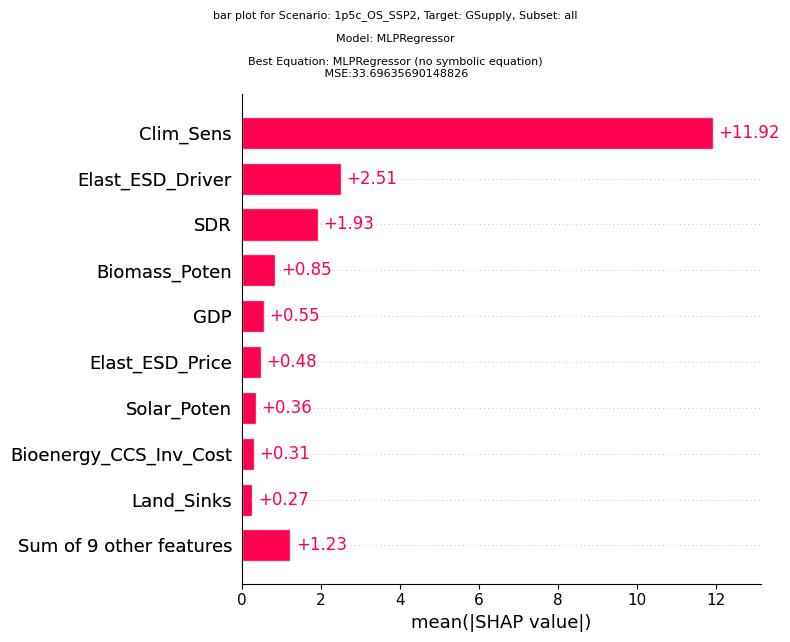 bar plot for Scenario: 1p5c_OS_SSP2, Target: GSupply, Subset: all
Model: MLPRegressor
Best Equation: MLPRegressor (no symbolic equation)
MSE:33.69635690148826
Clim_Sens +11.92
Elast_ESD_Driver +2.51
SDR +1.93
Biomass_Poten +0.85
GDP +0.55
Elast_ESD_Price +0.48
Solar_Poten +0.36
Bioenergy_CCS_Inv_Cost +0.31
Land_Sinks +0.27
Sum of 9 other features +1.23
0 2 4 6 8 10 12
mean(|SHAP value|)